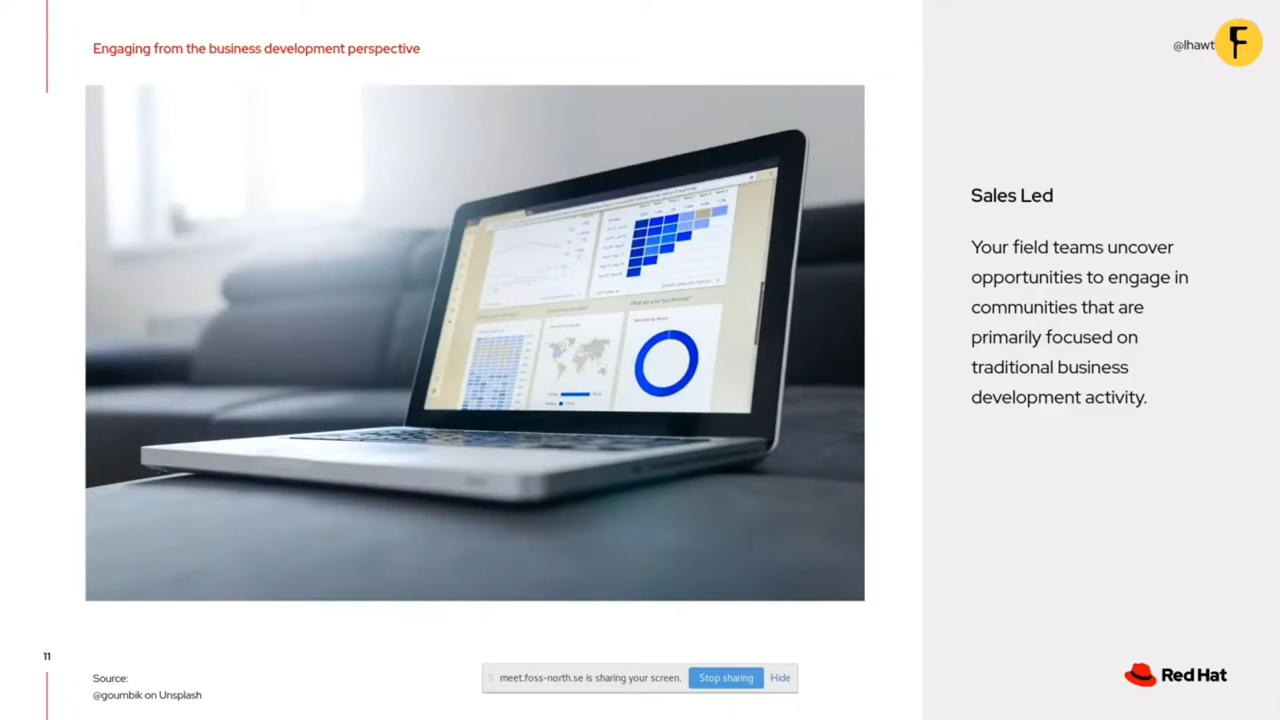 Engaging from the business development perspective
@lhawt
F
Sales Led
Your field teams uncover
opportunities to engage in
communities that are
primarily focused on
traditional business
development activity.
11
Source:
@goumbik on Unsplash
meet.foss-north.se is sharing your screen.
Stop sharing
Hide
Red Hat